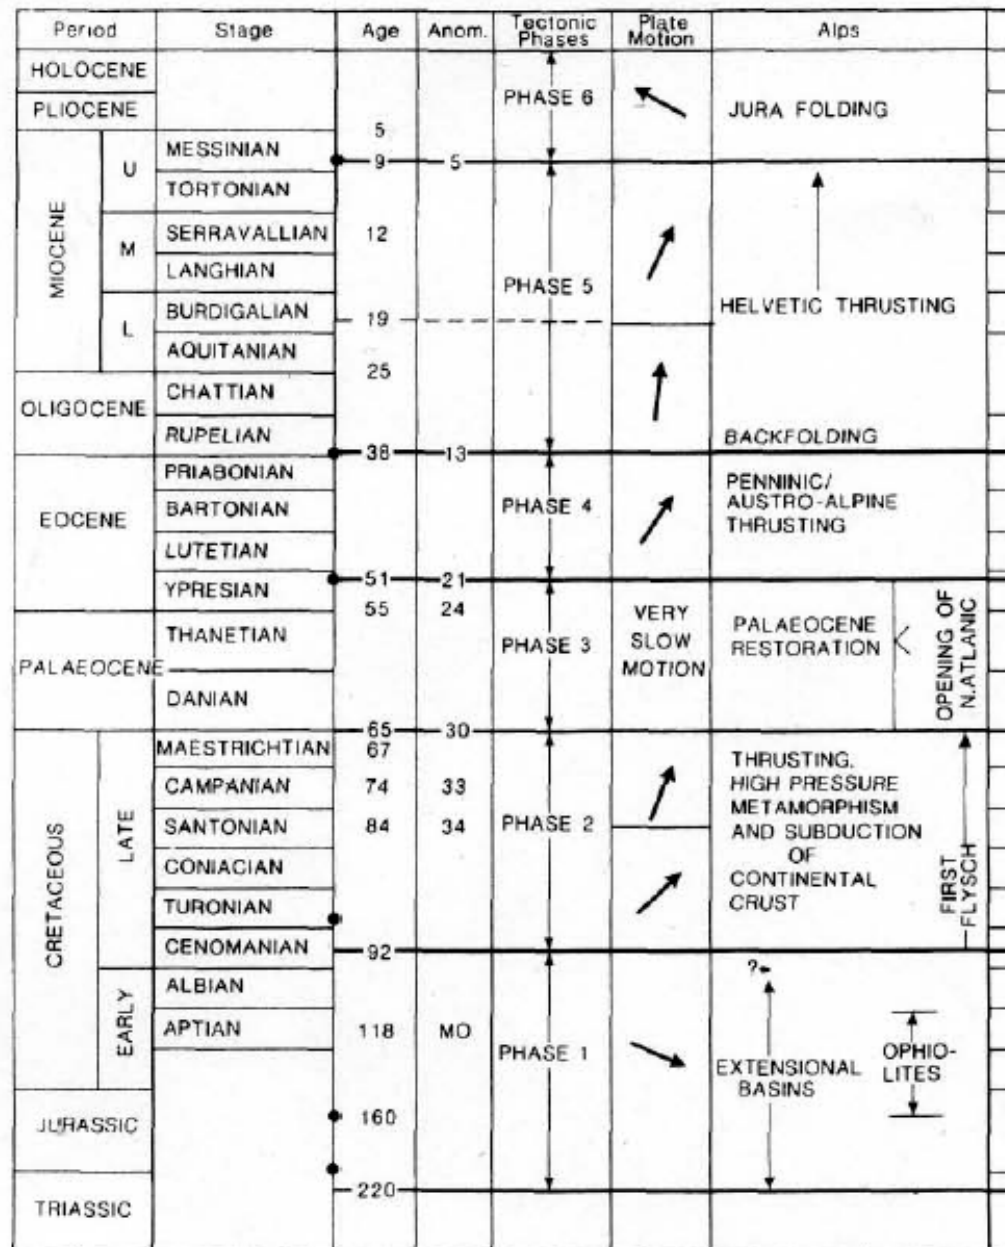 Period Stage Age Anom. Tectonic Phases Plate Motion Alps
HOLOCENE
PLIOCENE
PHASE 6
JURA FOLDING
5
MIOCENE
U
MESSINIAN
9 5
TORTONIAN
M
SERRAVALLIAN
12
LANGHIAN
PHASE 5
L
BURDIGALIAN
HELVETIC THRUSTING
19
AQUITANIAN
25
OLIGOCENE
CHATTIAN
RUPELIAN
BACKFOLDING
38 13
EOCENE
PRIABONIAN
BARTONIAN
PHASE 4
PENNINIC/
AUSTRO-ALPINE
THRUSTING
LUTETIAN
51 21
YPRESIAN
55 24
PALAEOCENE
THANETIAN
PHASE 3
VERY
SLOW
MOTION
PALAEOCENE
RESTORATION
OPENING OF
N.ATLANIC
DANIAN
65 30
CRETACEOUS
LATE
MAESTRICHTIAN
67
CAMPANIAN
74 33
SANTONIAN
84 34
PHASE 2
THRUSTING.
HIGH PRESSURE
METAMORPHISM
AND SUBDUCTION
OF
CONTINENTAL
CRUST
FIRST
FLYSCH
CONIACIAN
TURONIAN
CENOMANIAN
92
EARLY
ALBIAN
?
APTIAN
118 MO
PHASE 1
EXTENSIONAL
BASINS
OPHIO-
LITES
JURASSIC
160
220
TRIASSIC